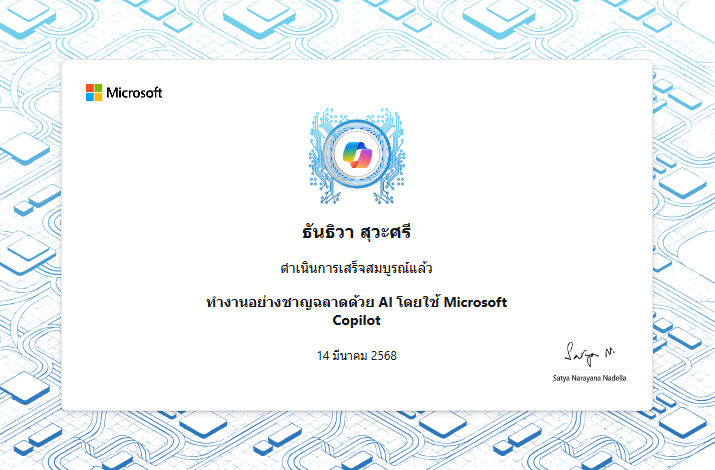 Microsoft
ธันธิวา สุวะศรี
ดำเนินการเสร็จสมบูรณ์แล้ว
ทำงานอย่างชาญฉลาดด้วย AI โดยใช้ Microsoft
Copilot
14 มีนาคม 2568
Satya N.
Satya Narayana Nadella